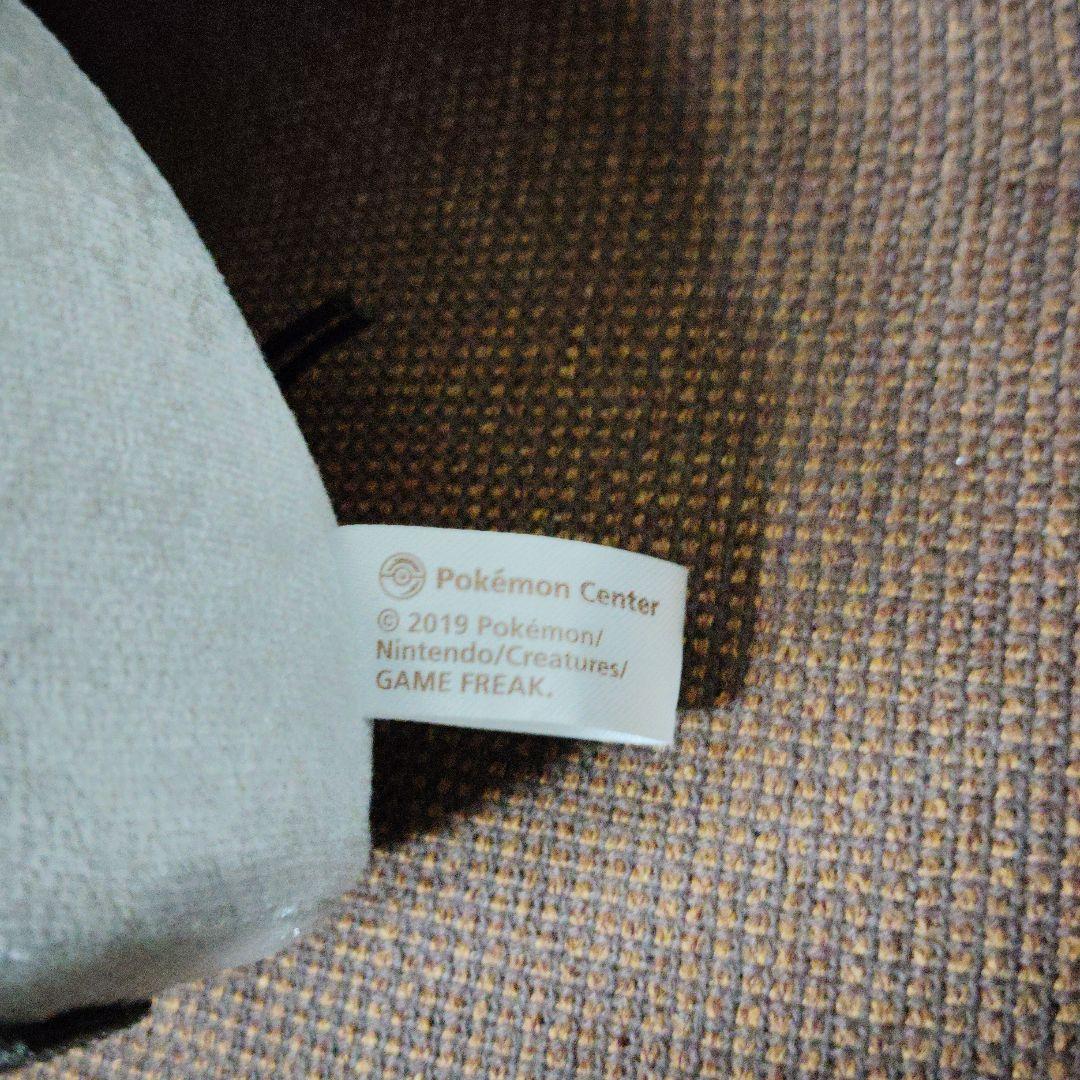 Pokémon Center
© 2019 Pokémon/
Nintendo/Creatures/
GAME FREAK.